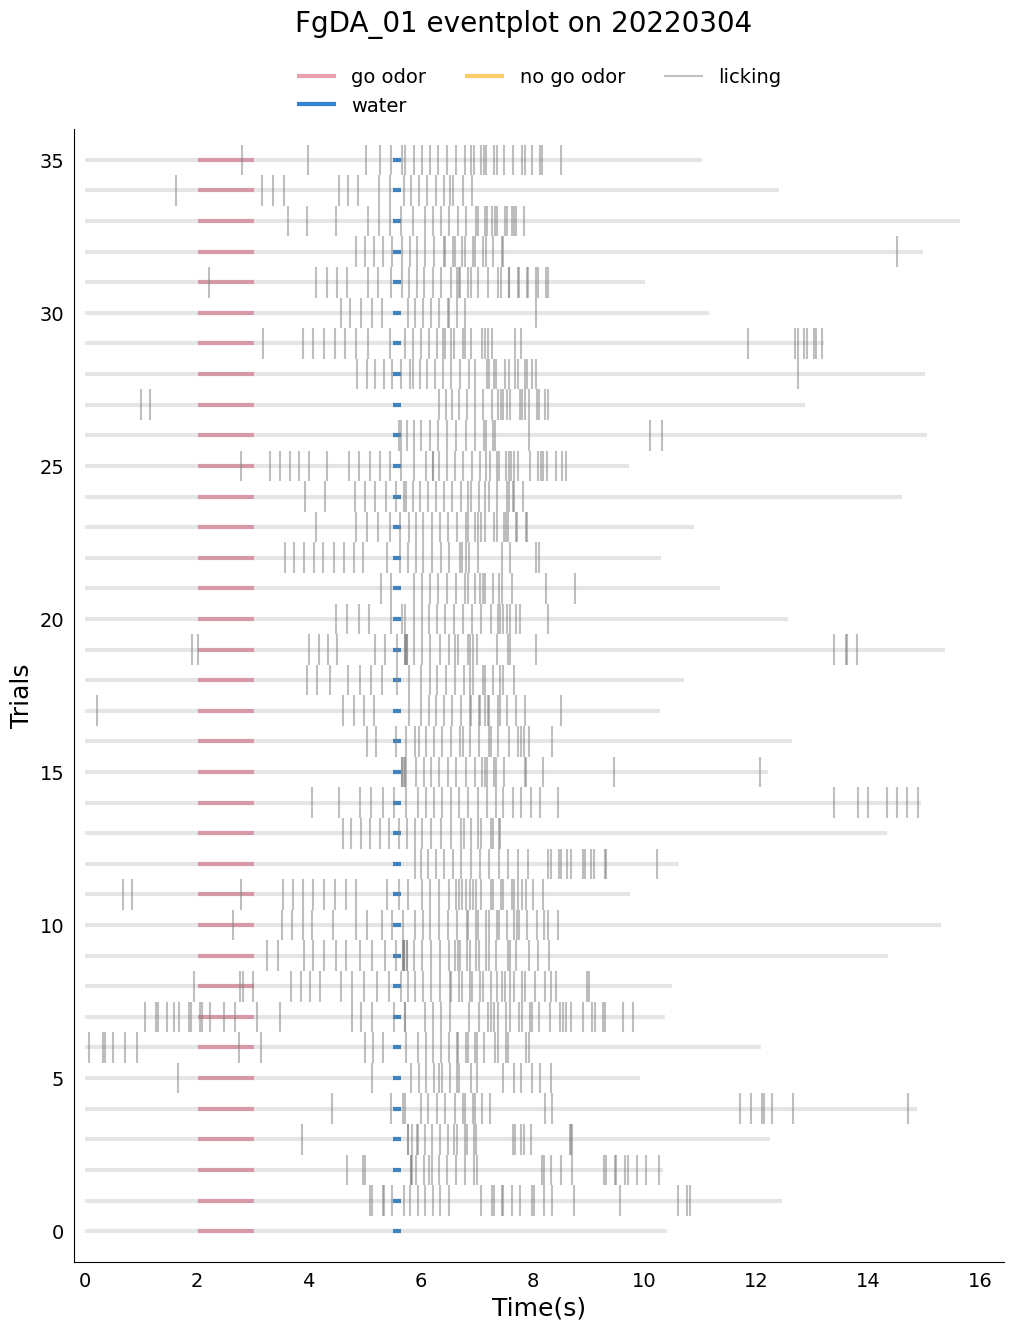 FgDA_01 eventplot on 20220304
go odor
no go odor
licking
water
35
30
25
20
15
10
5
0
Trials
0 2 4 6 8 10 12 14 16
Time(s)